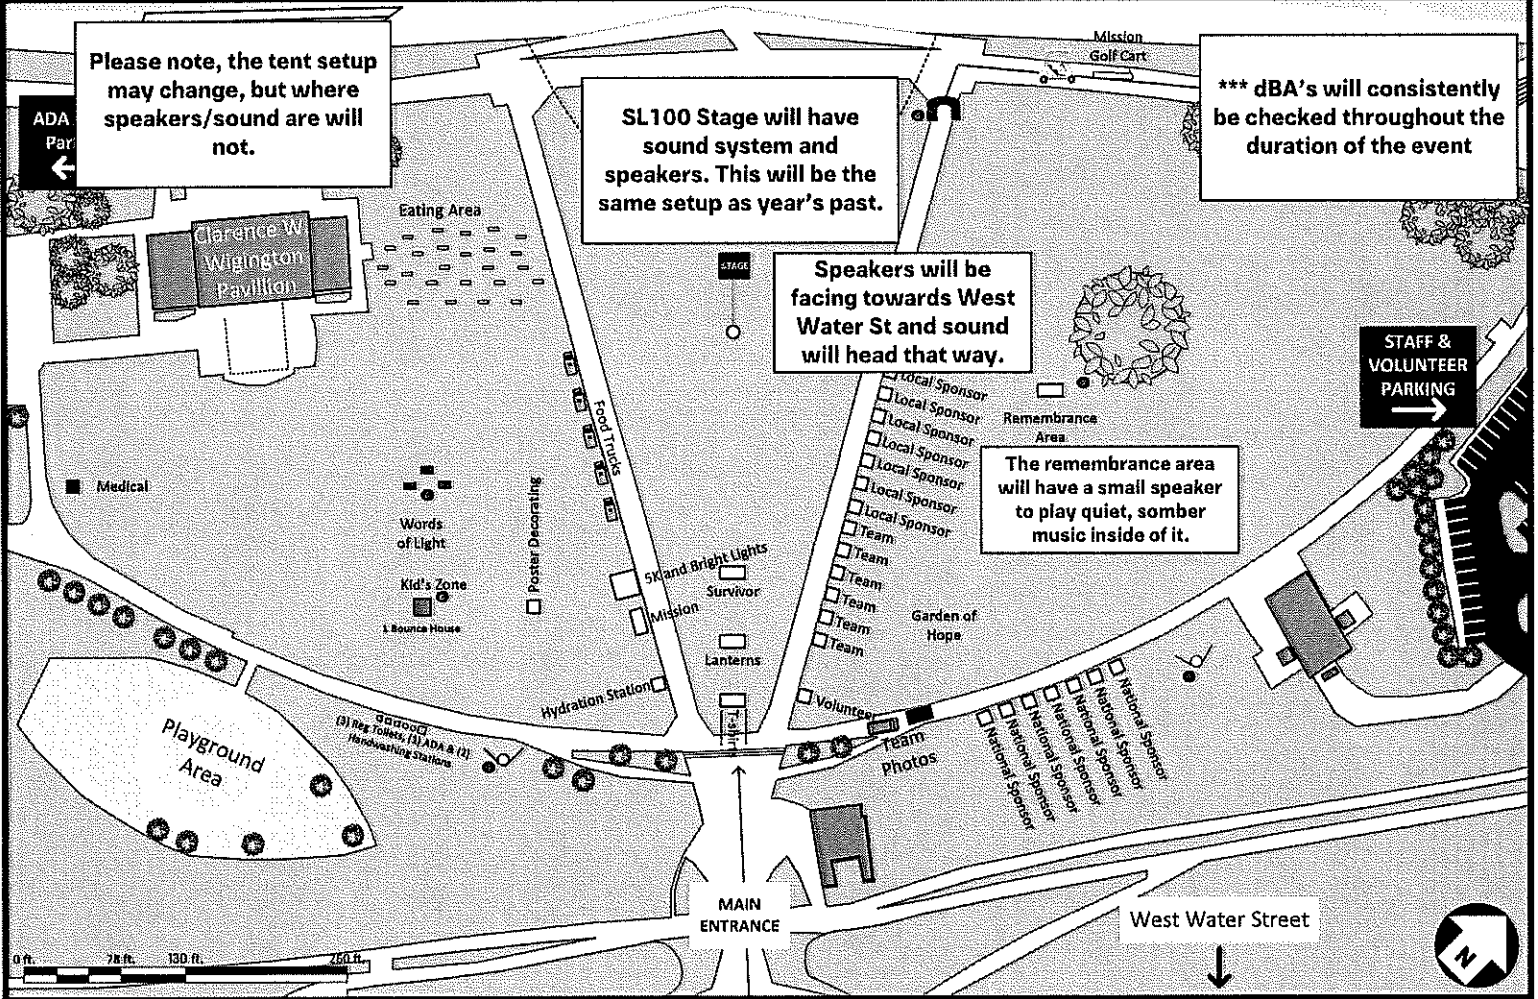 Please note, the tent setup
may change, but where
speakers/sound are will
not.
ADA
SL100 Stage will have
sound system and
speakers. This will be the
same setup as year's past.
Mission
Golf Cart
*** dBA's will consistently
be checked throughout the
duration of the event
Clarence W
Wigington
Pavillion
Eating Area
STAGE
Speakers will be
facing towards West
Water St and sound
will head that way.
STAFF &
VOLUNTEER
PARKING
Food Trucks
Local Sponsor
Local Sponsor
Local Sponsor
Local Sponsor
Local Sponsor
Local Sponsor
Local Sponsor
Team
Team
Team
Team
Team
Team
Remembrance
Area
The remembrance area
will have a small speaker
to play quiet, somber
music inside of it.
Medical
Words
of Light
Poster Decorating
Kid's Zone
1 Bounce House
5K and Bright Lights
Survivor
Mission
Garden of
Hope
Lanterns
Hydration Station
T-shirt
Volunteer
Team
Photos
National Sponsor
National Sponsor
National Sponsor
National Sponsor
National Sponsor
National Sponsor
National Sponsor
Playground
Area
(3) Reg Toilets, (1) ADA & (2)
Handwashing Stations
MAIN
ENTRANCE
West Water Street
0 ft. 78 ft. 130 ft. 260 ft.
N